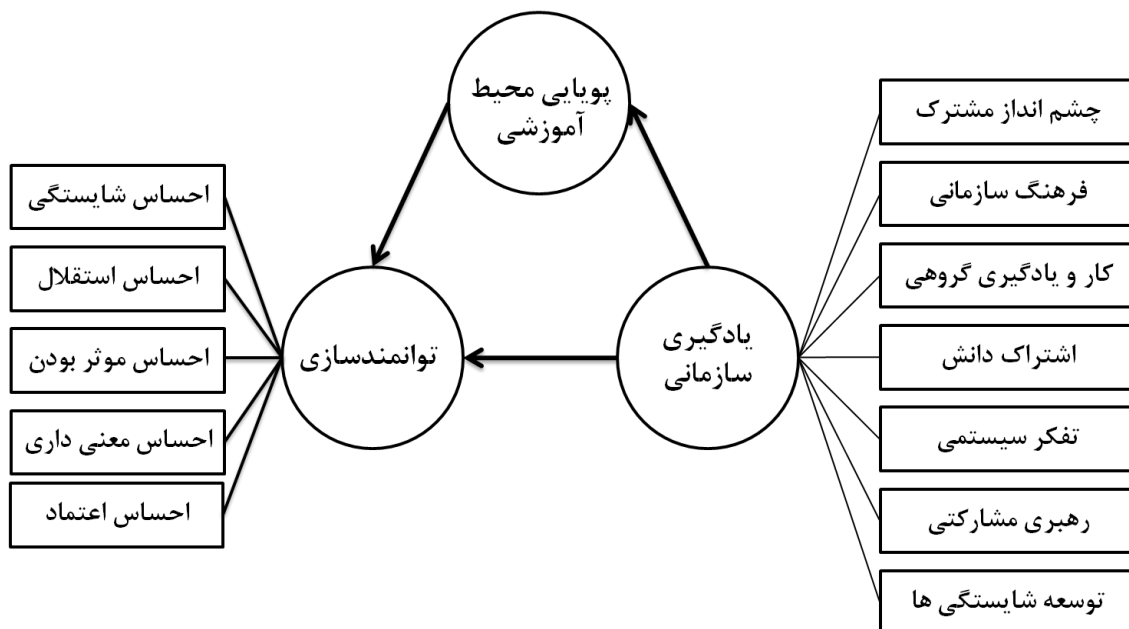 پویایی محیط
آموزشی
چشم انداز مشترک
فرهنگ سازمانی
کار و یادگیری گروهی
اشتراک دانش
تفکر سیستمی
رهبری مشارکتی
توسعه شایستگی ها
یادگیری
سازمانی
توانمندسازی
احساس شایستگی
احساس استقلال
احساس موثر بودن
احساس معنی داری
احساس اعتماد